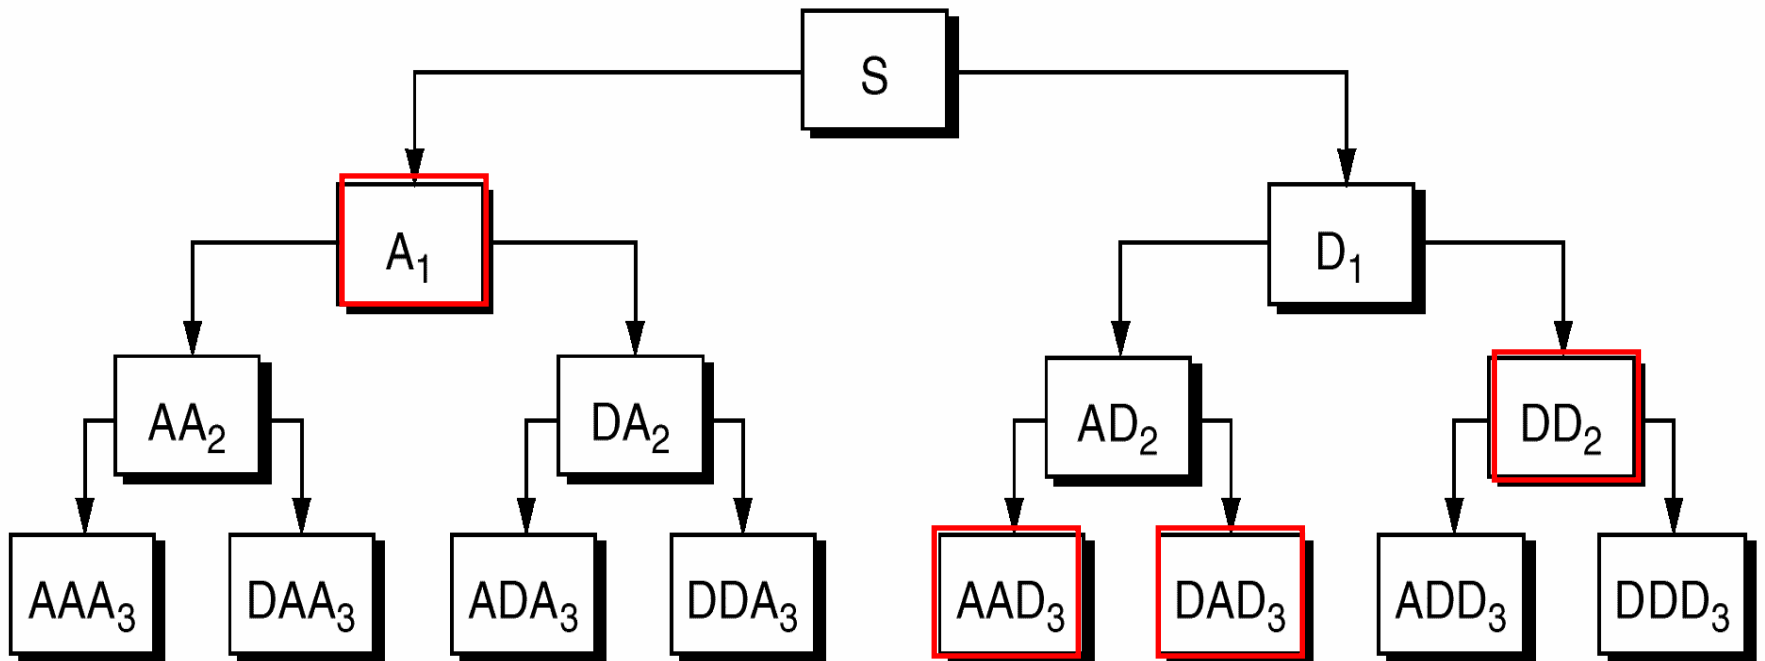 S
A₁ D₁
AA₂ DA₂ AD₂ DD₂
AAA₃ DAA₃ ADA₃ DDA₃ AAD₃ DAD₃ ADD₃ DDD₃